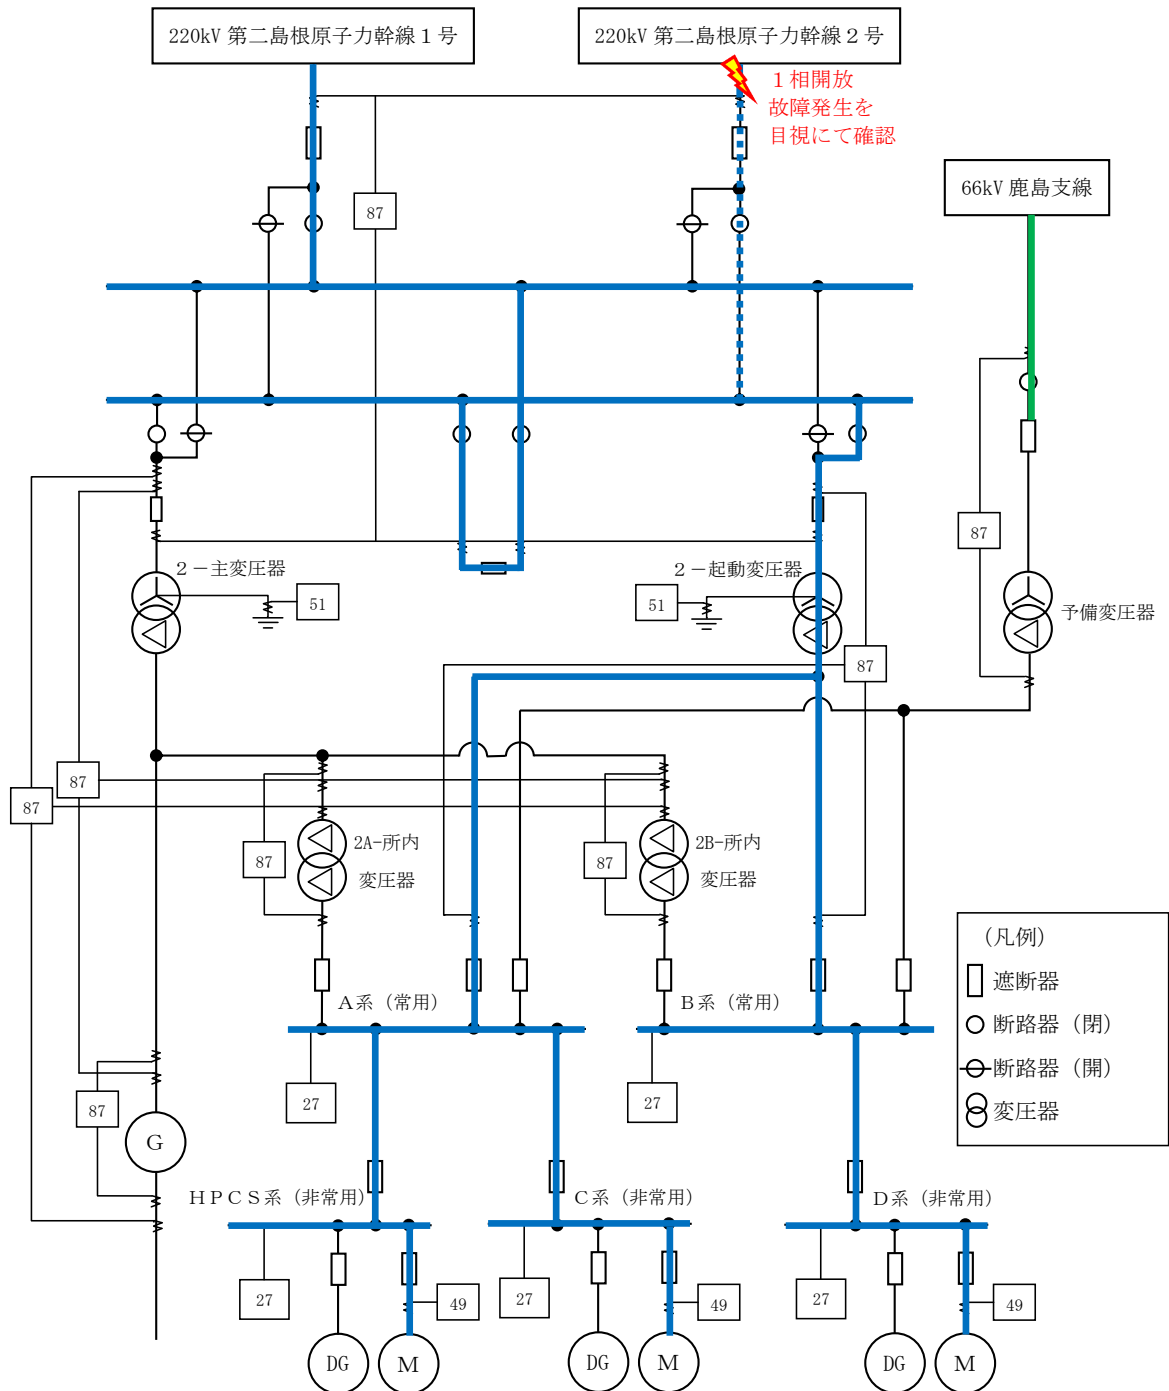 220kV 第二島根原子力幹線１号
220kV 第二島根原子力幹線２号
１相開放
故障発生を
目視にて確認
66kV 鹿島支線
87
87
２－主変圧器
51
２－起動変圧器
51
予備変圧器
87
87
87
87
2A-所内
変圧器
87
2B-所内
変圧器
（凡例）
遮断器
断路器（閉）
断路器（開）
変圧器
Ａ系（常用）
Ｂ系（常用）
27
27
87
G
ＨＰＣＳ系（非常用）
Ｃ系（非常用）
Ｄ系（非常用）
27
49
27
49
27
49
DG
M
DG
M
DG
M